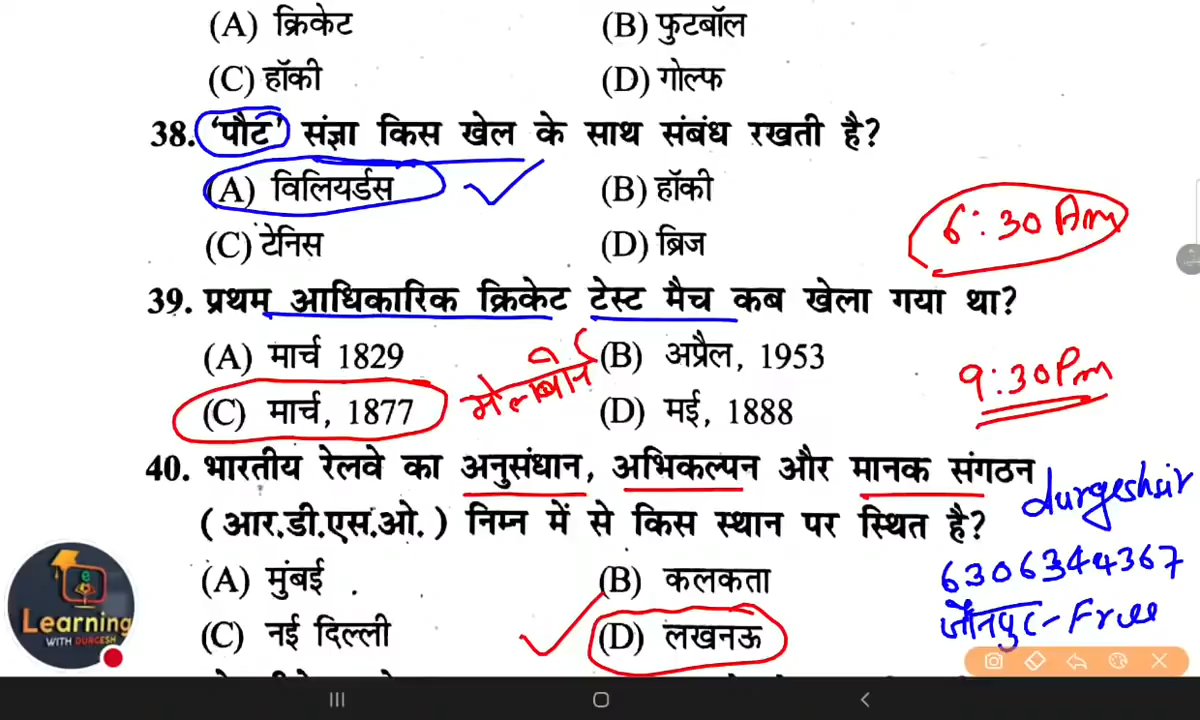 (A) क्रिकेट (B) फुटबॉल
(C) हॉकी (D) गोल्फ
38. 'पौट' संज्ञा किस खेल के साथ संबंध रखती है?
(A) विलियर्डस (B) हॉकी
(C) टेनिस (D) ब्रिज
6:30 Am
39. प्रथम आधिकारिक क्रिकेट टेस्ट मैच कब खेला गया था?
(A) मार्च 1829 (B) अप्रैल, 1953
(C) मार्च, 1877 मेलबोर्न (D) मई, 1888
9:30 Pm
40. भारतीय रेलवे का अनुसंधान, अभिकल्पन और मानक संगठन
(आर.डी.एस.ओ.) निम्न में से किस स्थान पर स्थित है?
durgeshsir
(A) मुंबई . (B) कलकता
6306344367
(C) नई दिल्ली (D) लखनऊ
जौनपुर - Free
e
Learning
WITH DURGESH